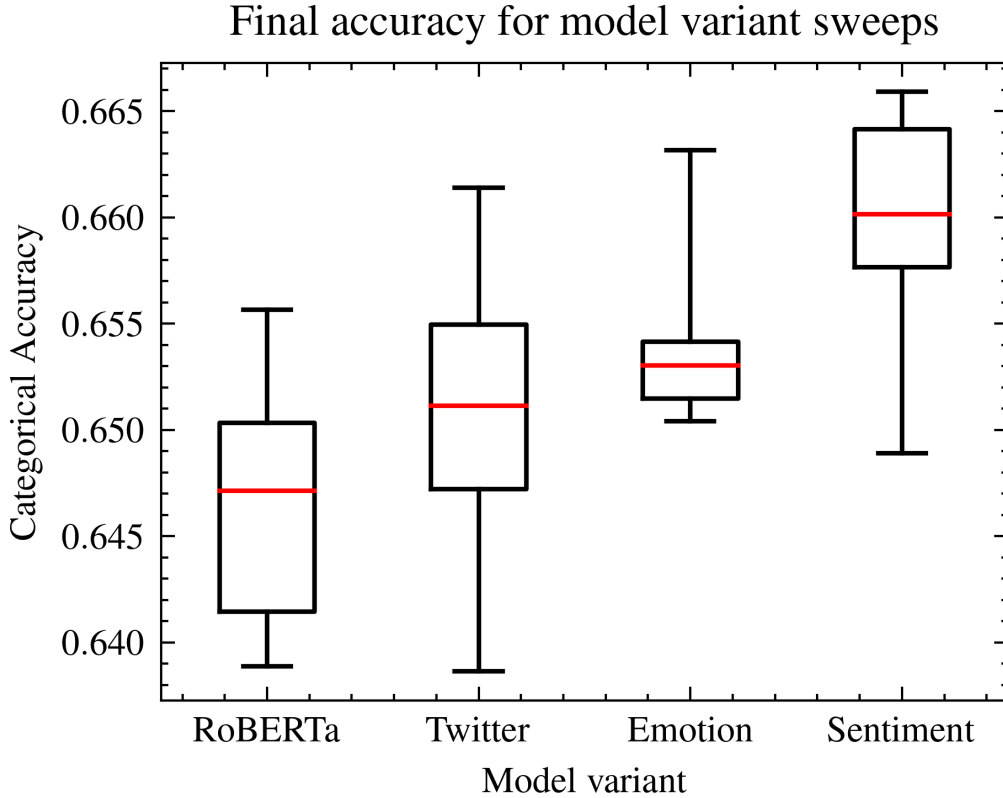 Final accuracy for model variant sweeps
Categorical Accuracy
0.665
0.660
0.655
0.650
0.645
0.640
RoBERTa Twitter Emotion Sentiment
Model variant